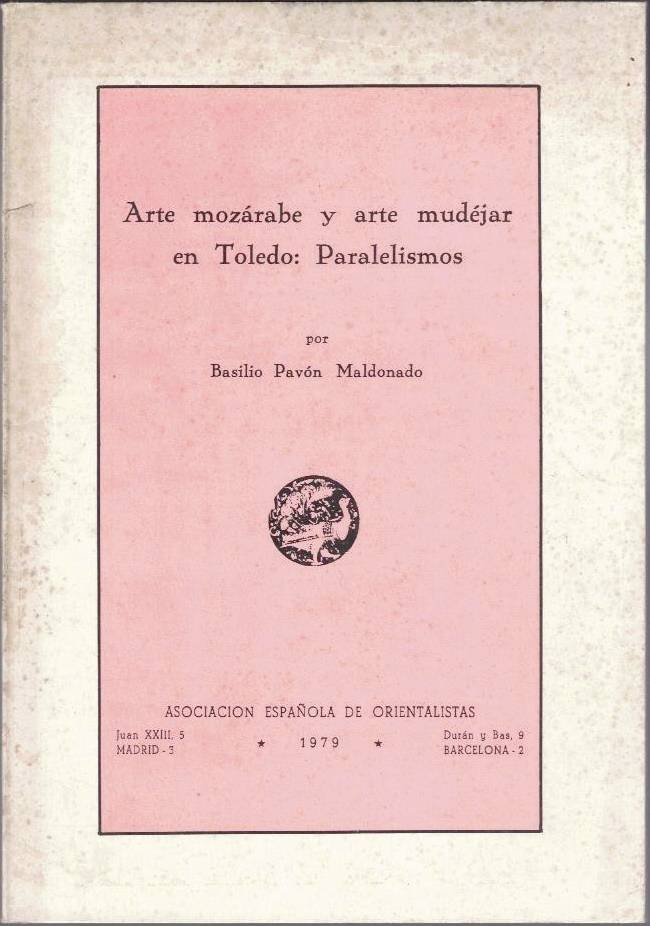 Arte mozárabe y arte mudéjar
en Toledo: Paralelismos
por
Basilio Pavón Maldonado
ASOCIACION ESPAÑOLA DE ORIENTALISTAS
Juan XXIII, 5
MADRID - 3
★ 1979 ★
Durán y Bas, 9
BARCELONA - 2